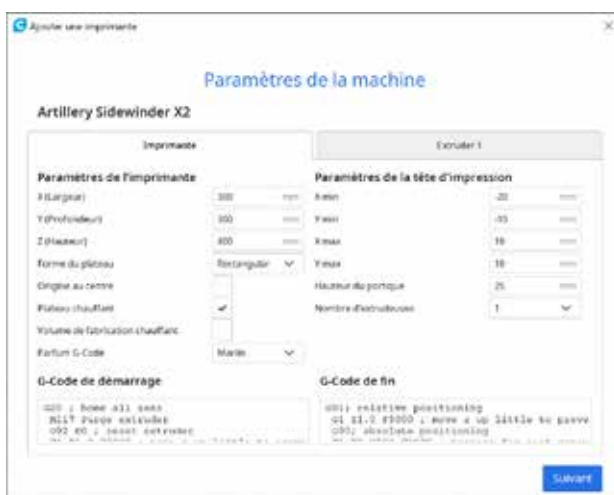 Ajouter une imprimante
Paramètres de la machine
Artillery Sidewinder X2
Imprimante Extruder 1
Paramètres de l'imprimante Paramètres de la tête d'impression
X (Largeur) 300 mm X min -20 mm
Y (Profondeur) 300 mm Y min -10 mm
Z (Hauteur) 400 mm X max 10 mm
Forme du plateau Rectangular Y max 10 mm
Origine au centre Hauteur du portique 25 mm
Plateau chauffant Nombre d'extrudeuses 1
Volume de fabrication chauffant
Parfum G-Code Marlin
G-Code de démarrage G-Code de fin
G28 ; home all axes G91; relative positioning
M117 Purge extruder G1 Z1.0 F3000 ; move z up little to preve
G92 E0 ; reset extruder G90; absolute positioning
Suivant